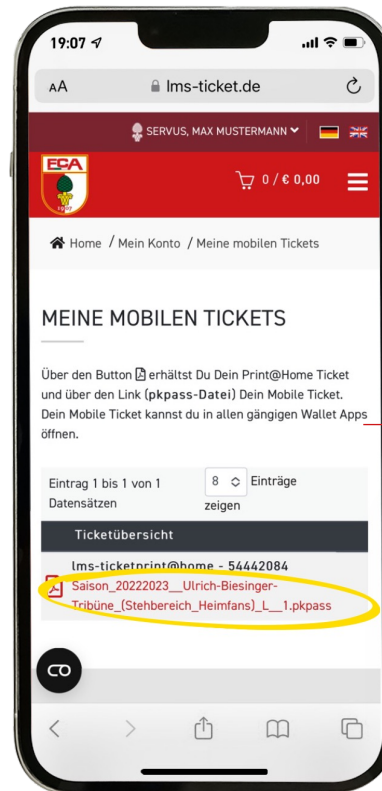 19:07
AA lms-ticket.de
SERVUS, MAX MUSTERMANN
FCA
1907
0 / € 0,00
Home / Mein Konto / Meine mobilen Tickets
MEINE MOBILEN TICKETS
Über den Button erhältst Du Dein Print@Home Ticket
und über den Link (pkpass-Datei) Dein Mobile Ticket.
Dein Mobile Ticket kannst du in allen gängigen Wallet Apps
öffnen.
Eintrag 1 bis 1 von 1
Datensätzen
8 Einträge
zeigen
Ticketübersicht
lms-ticketprint@home - 54442084
Saison_20222023__Ulrich-Biesinger-
Tribüne_(Stehbereich_Heimfans)_L__1.pkpass